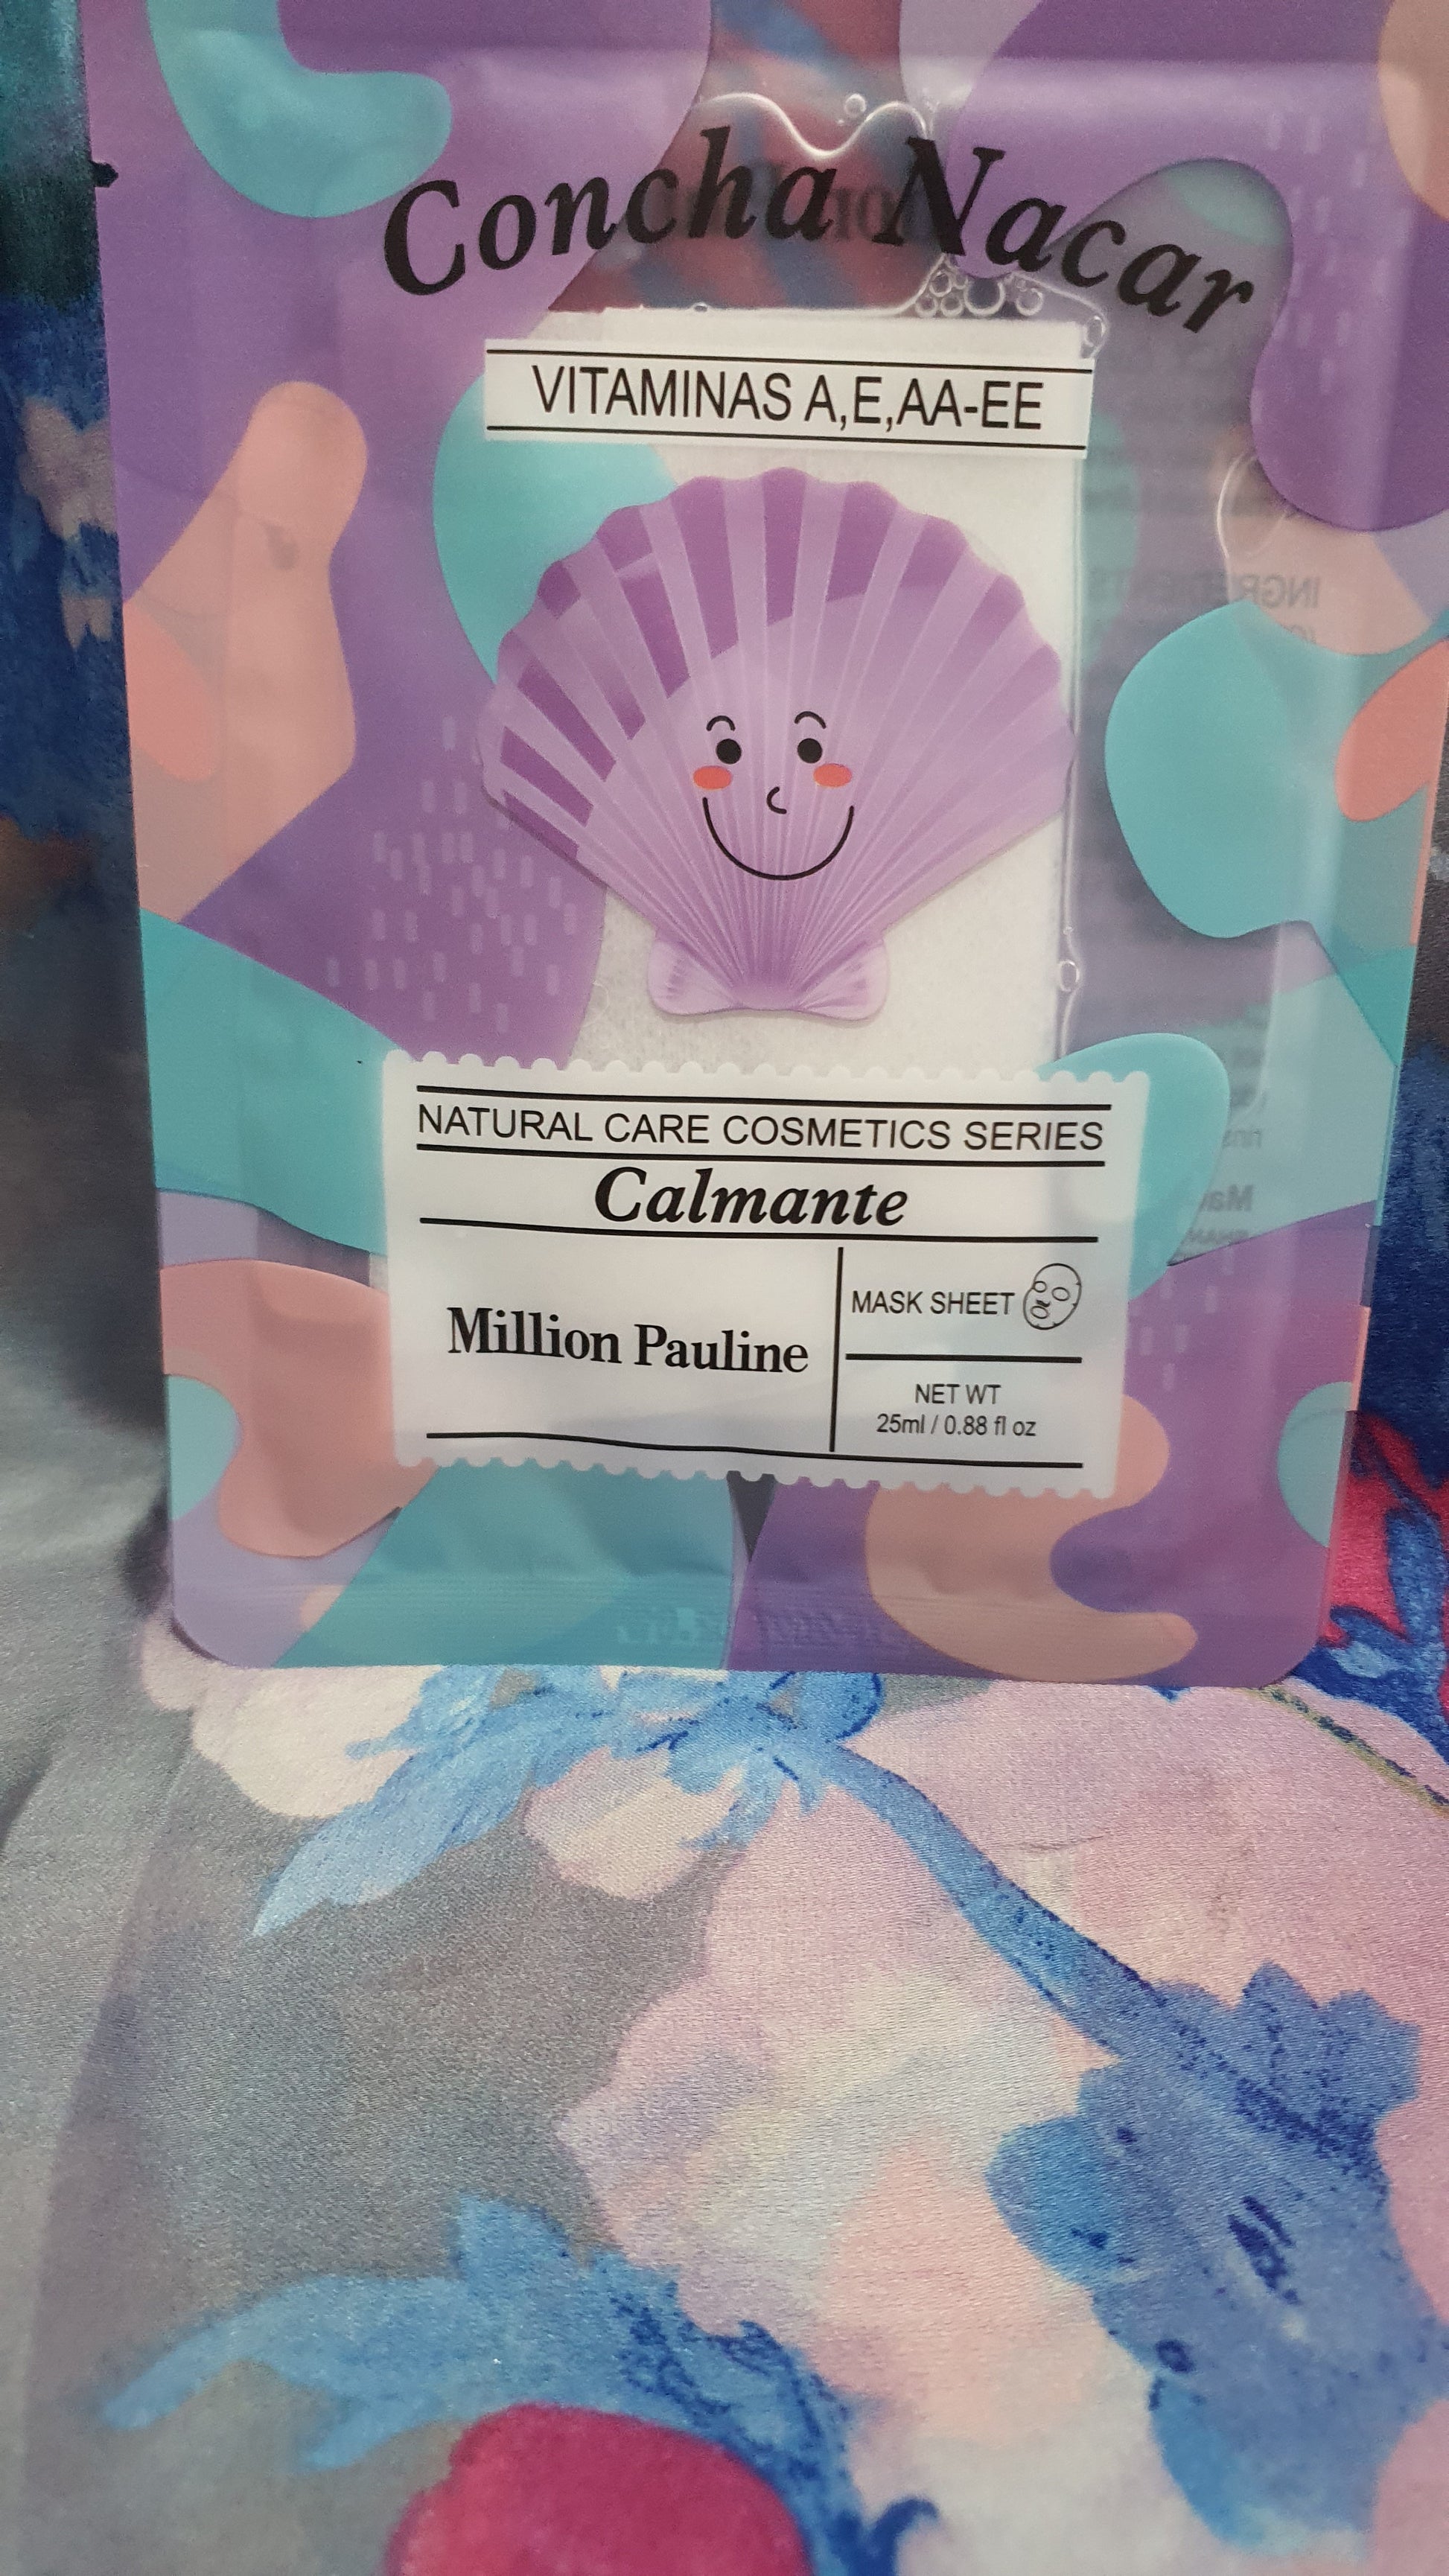 Concha Nacar
VITAMINAS A,E,AA-EE
INGREDIENTS
NATURAL CARE COSMETICS SERIES
Calmante
Million Pauline
MASK SHEET
NET WT
25ml / 0.88 fl oz